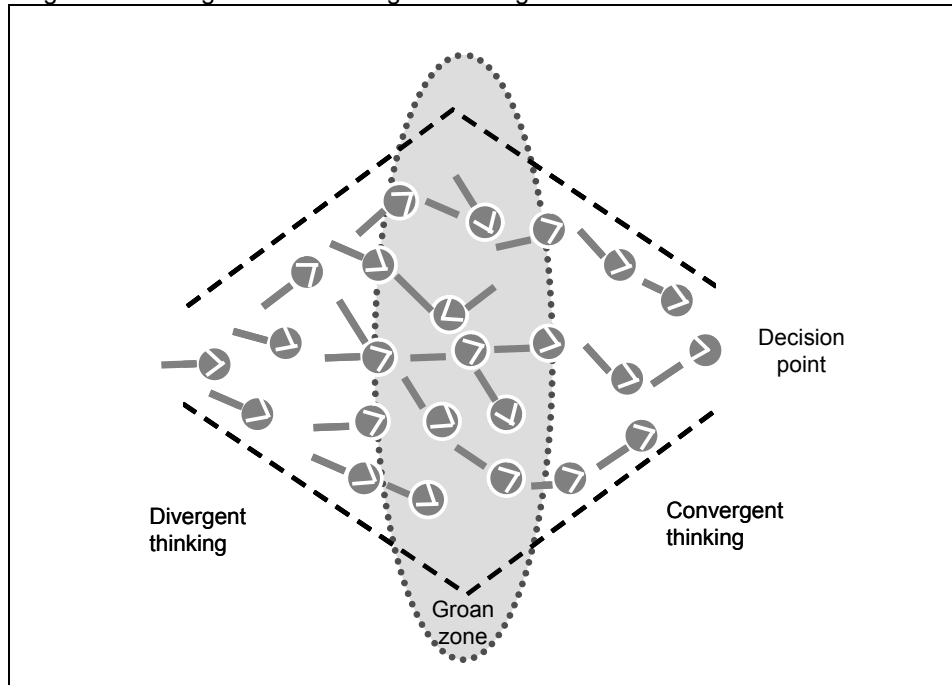 Decision
point
Divergent
thinking
Convergent
thinking
Groan
zone